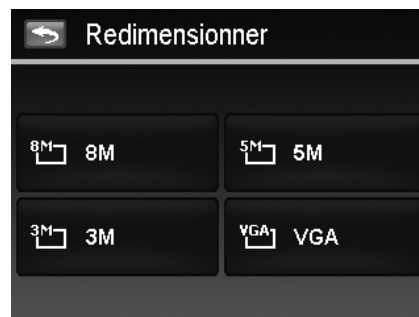 Redimensionner
8M 8M
5M 5M
3M 3M
VGA VGA